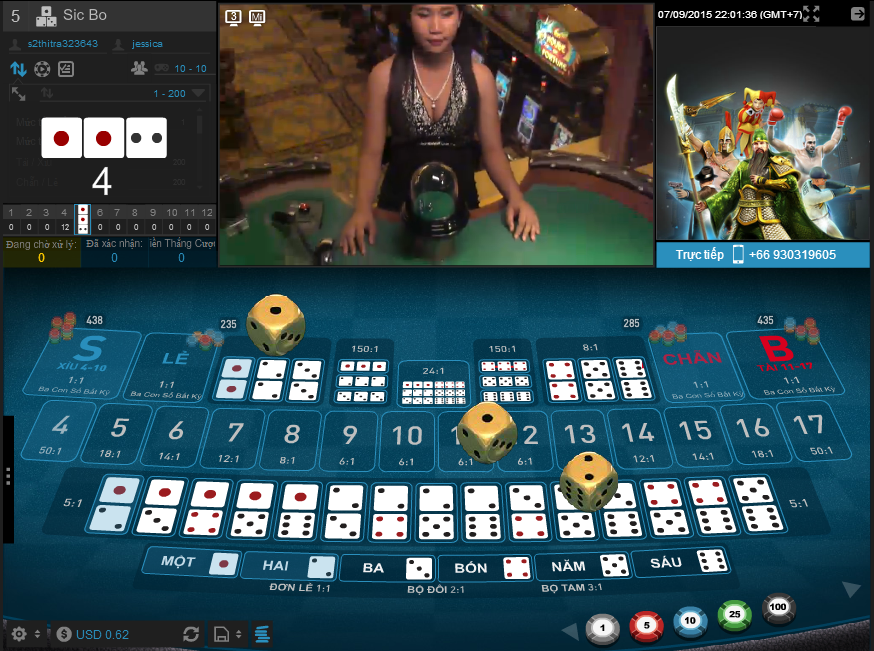 5 Sic Bo
s2thitra323643 jessica
10 - 10
1 - 200
4
1 2 3 4 6 7 8 9 10 11 12
0 0 0 12 0 0 0 0 0 0 0
Đang chờ xử lý: Đã xác nhận: iền Thắng Cược
0 0 0
3 Mi
07/09/2015 22:01:36 (GMT+7)
Trực tiếp +66 930319605
438 235 285 435
S
XỈU 4-10
1:1
Ba Con Số Bất Kỳ
LẺ
1:1
Ba Con Số Bất Kỳ
150:1
24:1
150:1
8:1
CHẴN
1:1
Ba Con Số Bất Kỳ
B
TÀI 11-17
1:1
Ba Con Số Bất Kỳ
4 5 6 7 8 9 10 2 13 14 15 16 17
50:1 18:1 14:1 12:1 8:1 6:1 6:1 6:1 6:1 12:1 14:1 18:1 50:1
5:1 5:1
MỘT HAI BA BỐN NĂM SÁU
ĐƠN LẺ 1:1 BỘ ĐÔI 2:1 BỘ TAM 3:1
USD 0.62
1 5 10 25 100